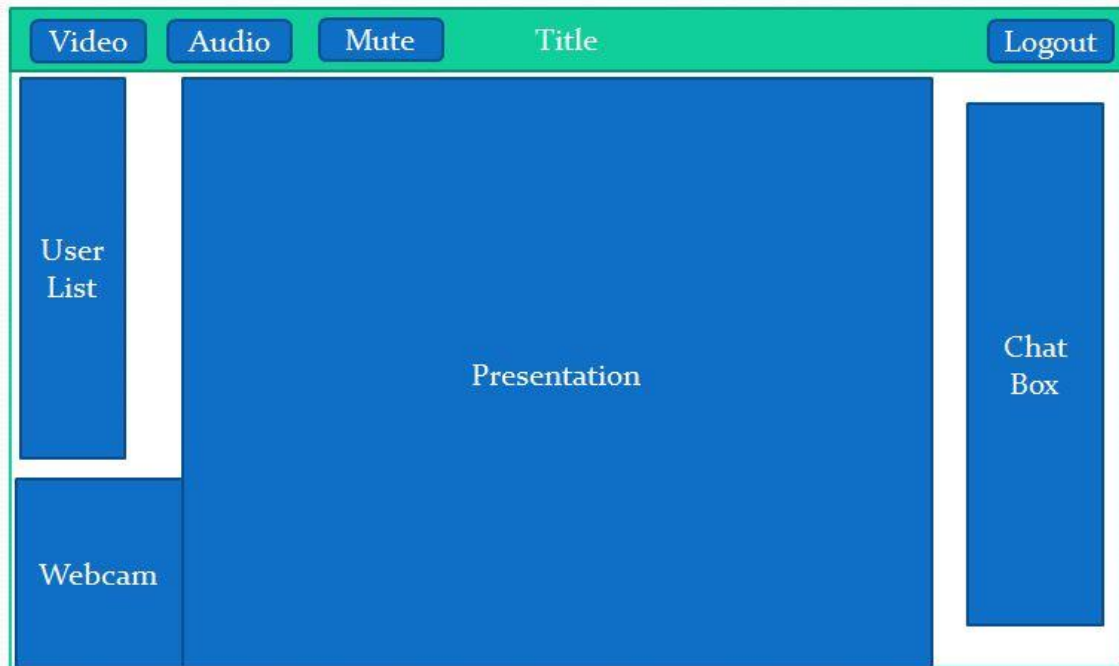 Video Audio Mute Title Logout
User
List
Presentation
Chat
Box
Webcam